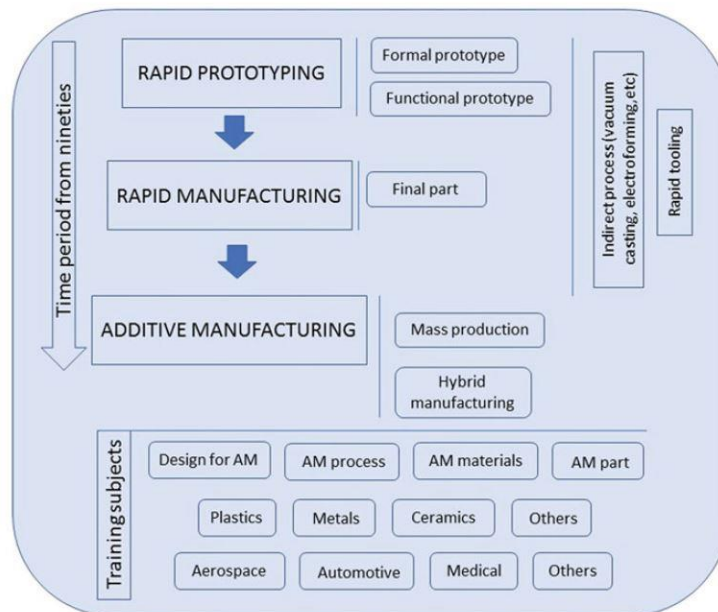 Time period from nineties
RAPID PROTOTYPING
Formal prototype
Functional prototype
RAPID MANUFACTURING
Final part
Indirect process (vacuum
casting, electroforming, etc)
Rapid tooling
ADDITIVE MANUFACTURING
Mass production
Hybrid
manufacturing
Training subjects
Design for AM
AM process
AM materials
AM part
Plastics
Metals
Ceramics
Others
Aerospace
Automotive
Medical
Others